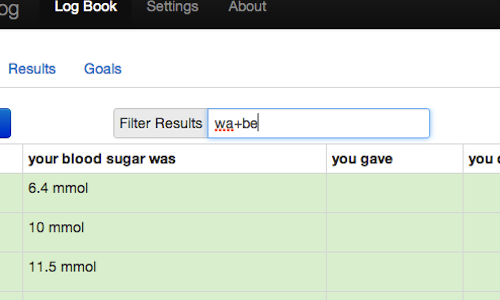 og Log Book Settings About
Results Goals
Filter Results wa+be
your blood sugar was you gave you
6.4 mmol
10 mmol
11.5 mmol